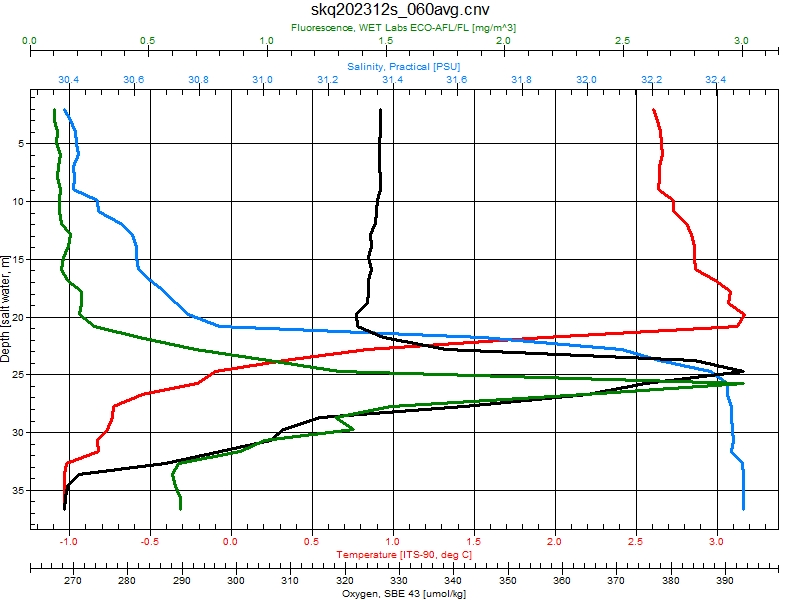 skq202312s_060avg.cnv
Fluorescence, WET Labs ECO-AFL/FL [mg/m^3]
0.0 0.5 1.0 1.5 2.0 2.5 3.0
Salinity, Practical [PSU]
30.4 30.6 30.8 31.0 31.2 31.4 31.6 31.8 32.0 32.2 32.4
5
10
15
Depth [salt water, m]
20
25
30
35
-1.0 -0.5 0.0 0.5 1.0 1.5 2.0 2.5 3.0
Temperature [ITS-90, deg C]
270 280 290 300 310 320 330 340 350 360 370 380 390
Oxygen, SBE 43 [umol/kg]